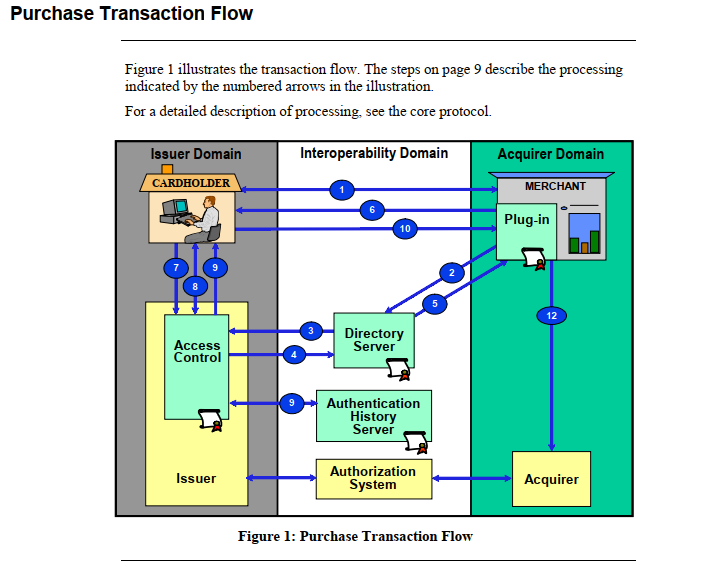 Purchase Transaction Flow
Figure 1 illustrates the transaction flow. The steps on page 9 describe the processing
indicated by the numbered arrows in the illustration.
For a detailed description of processing, see the core protocol.
Issuer Domain
Interoperability Domain
Acquirer Domain
CARDHOLDER
MERCHANT
1
6
Plug-in
10
7
9
2
8
5
12
3
Directory
Server
Access
Control
4
9
Authentication
History
Server
Issuer
Authorization
System
Acquirer
Figure 1: Purchase Transaction Flow